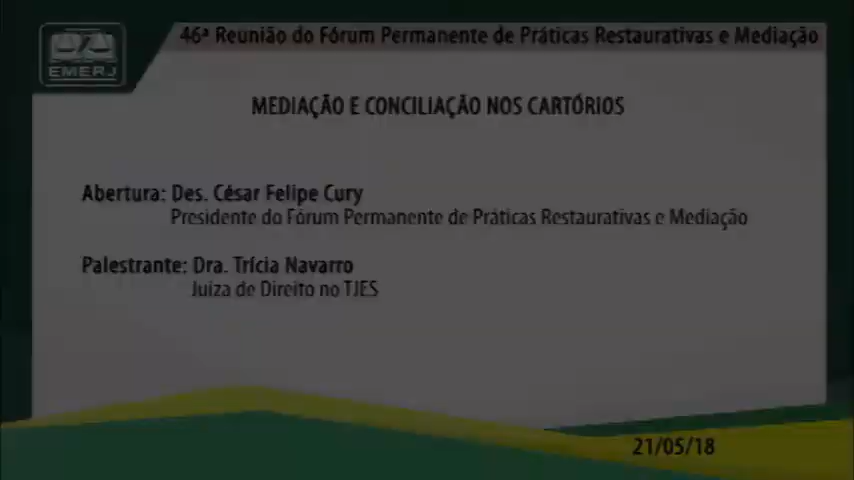 46ª Reunião do Fórum Permanente de Práticas Restaurativas e Mediação
EMERJ
MEDIAÇÃO E CONCILIAÇÃO NOS CARTÓRIOS
Abertura: Des. César Felipe Cury
Presidente do Fórum Permanente de Práticas Restaurativas e Mediação
Palestrante: Dra. Trícia Navarro
Juíza de Direito no TJES
21/05/18